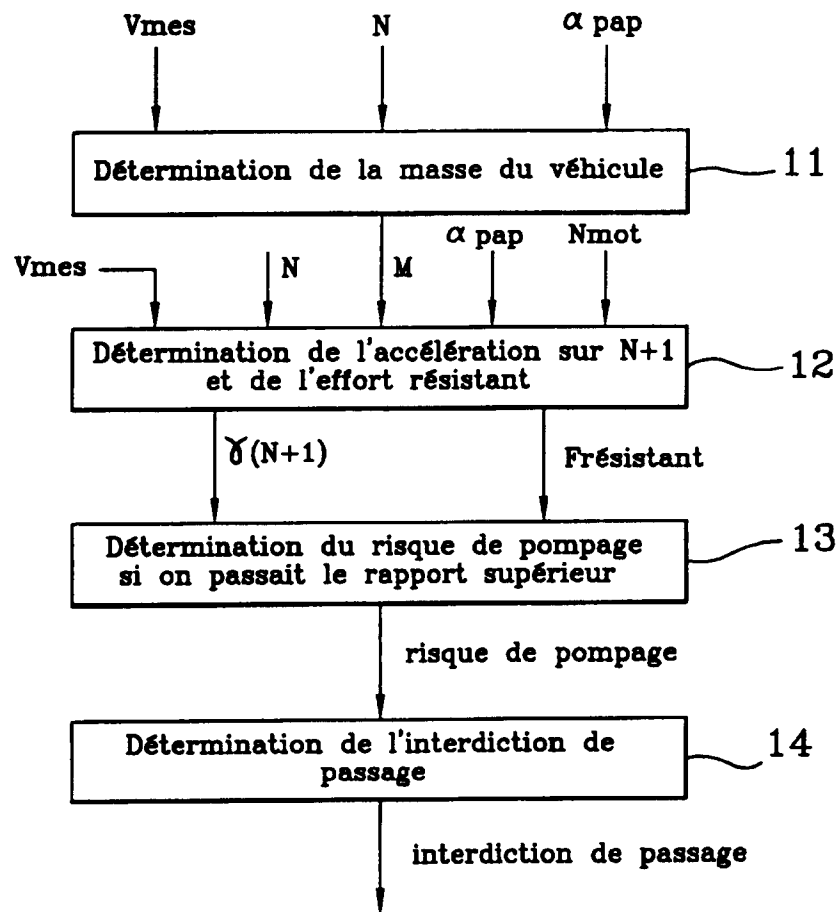 Vmes N α pap
Détermination de la masse du véhicule 11
Vmes N M α pap Nmot
Détermination de l'accélération sur N+1
et de l'effort résistant
12
γ(N+1) Frésistant
Détermination du risque de pompage
si on passait le rapport supérieur
13
risque de pompage
Détermination de l'interdiction de
passage
14
interdiction de passage